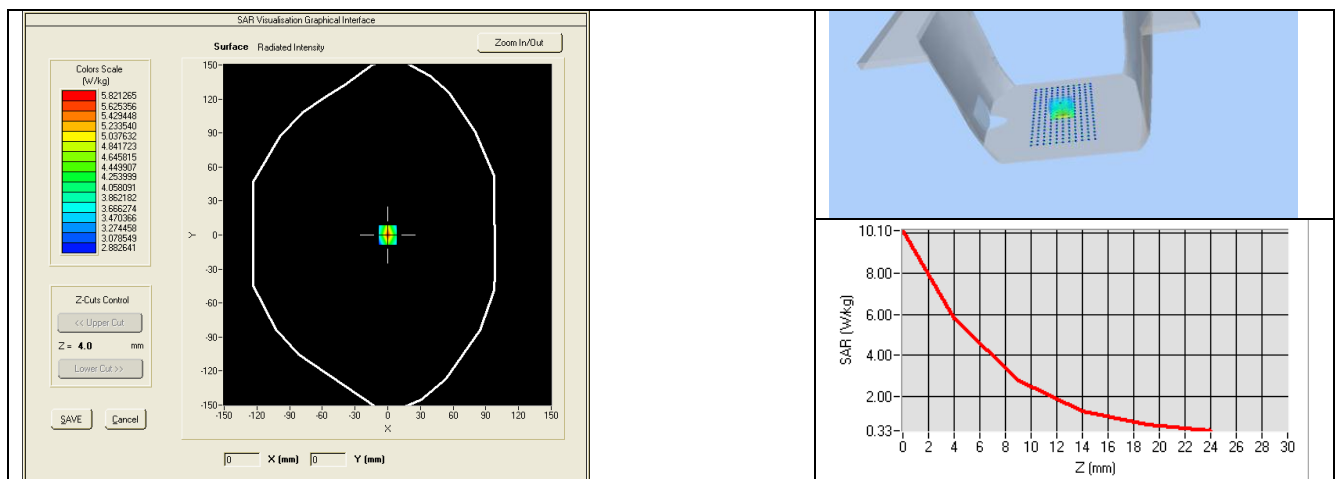 SAR Visualisation Graphical Interface
Surface Radiated Intensity
Zoom In/Out
Colors Scale
(W/kg)
5.821265
5.625356
5.429448
5.233540
5.037632
4.841723
4.645815
4.449907
4.253999
4.058091
3.862182
3.666274
3.470366
3.274458
3.078549
2.882641
Z-Cuts Control
<< Upper Cut
Z = 4.0 mm
Lower Cut >>
SAVE Cancel
150-
120-
90-
60-
30-
0-
-30-
-60-
-90-
-120-
-150-
Y
-150 -120 -90 -60 -30 0 30 60 90 120 150
X
0 X (mm) 0 Y (mm)
10.10-
8.00-
6.00-
4.00-
2.00-
0.33-
SAR (W/kg)
0 2 4 6 8 10 12 14 16 18 20 22 24 26 28 30
Z (mm)